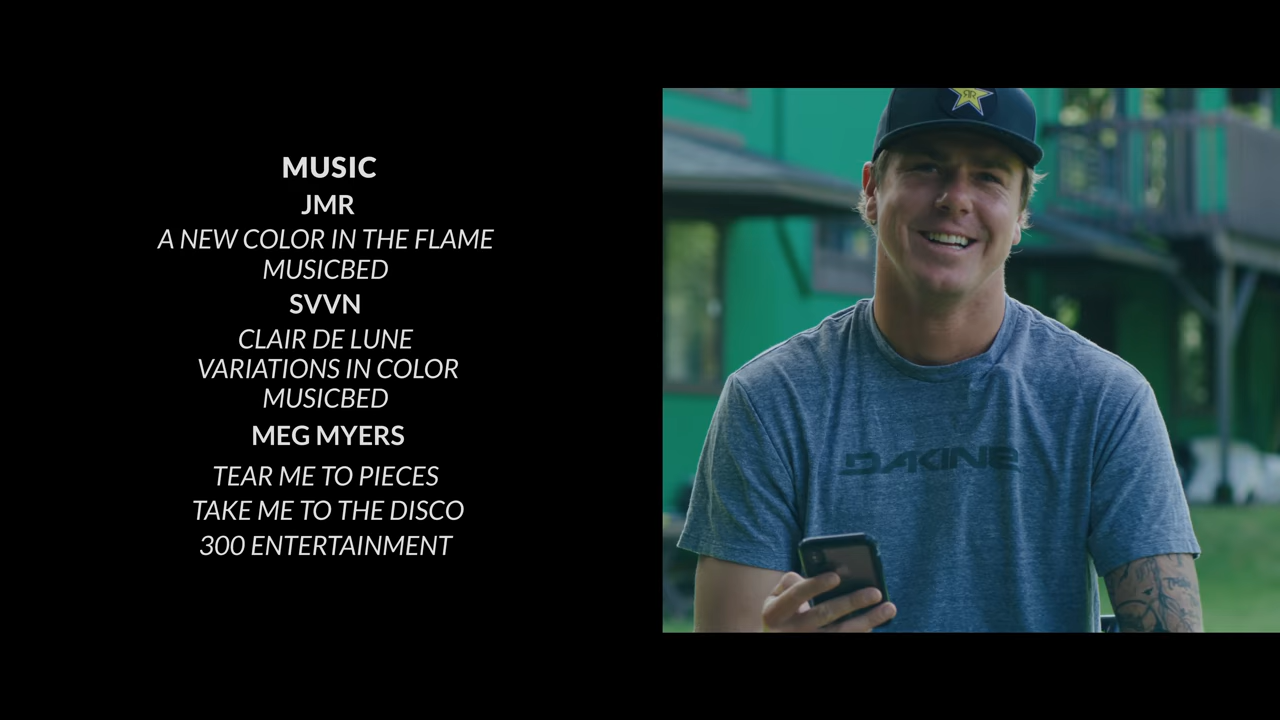 MUSIC
JMR
A NEW COLOR IN THE FLAME
MUSICBED
SVVN
CLAIR DE LUNE
VARIATIONS IN COLOR
MUSICBED
MEG MYERS
TEAR ME TO PIECES
TAKE ME TO THE DISCO
300 ENTERTAINMENT
DAKINE